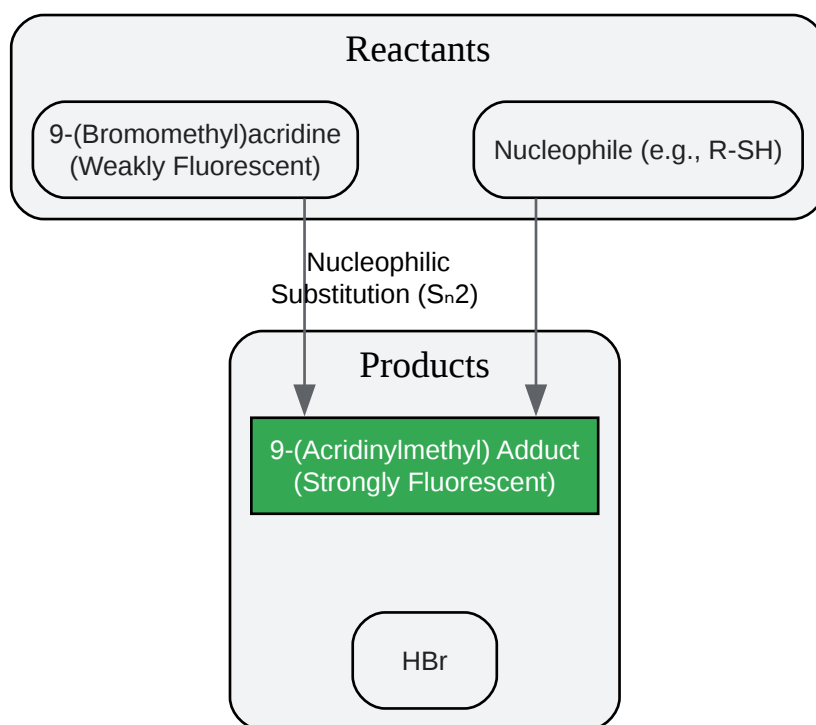 Reactants
9-(Bromomethyl)acridine
(Weakly Fluorescent)
Nucleophile (e.g., R-SH)
Nucleophilic
Substitution (Sₙ2)
Products
9-(Acridinylmethyl) Adduct
(Strongly Fluorescent)
HBr